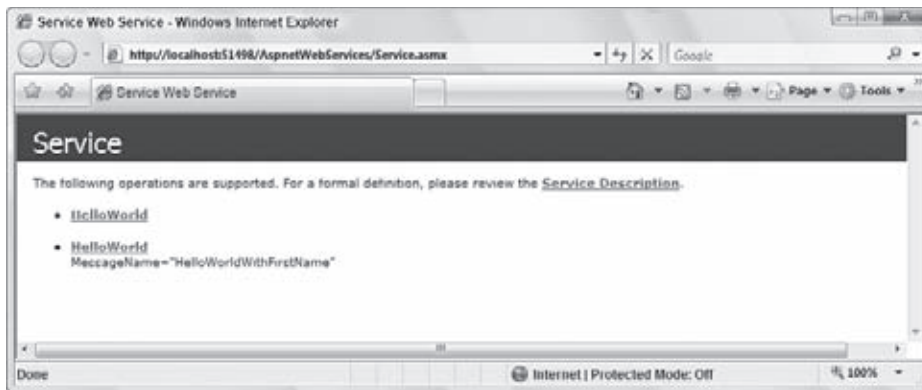 Service Web Service - Windows Internet Explorer
http://localhost:51498/AspnetWebServices/Service.asmx
Google
Service Web Service
Page
Tools
Service
The following operations are supported. For a formal definition, please review the Service Description.
• HelloWorld
• HelloWorld
MessageName="HelloWorldWithFirstName"
Done
Internet | Protected Mode: Off
100%